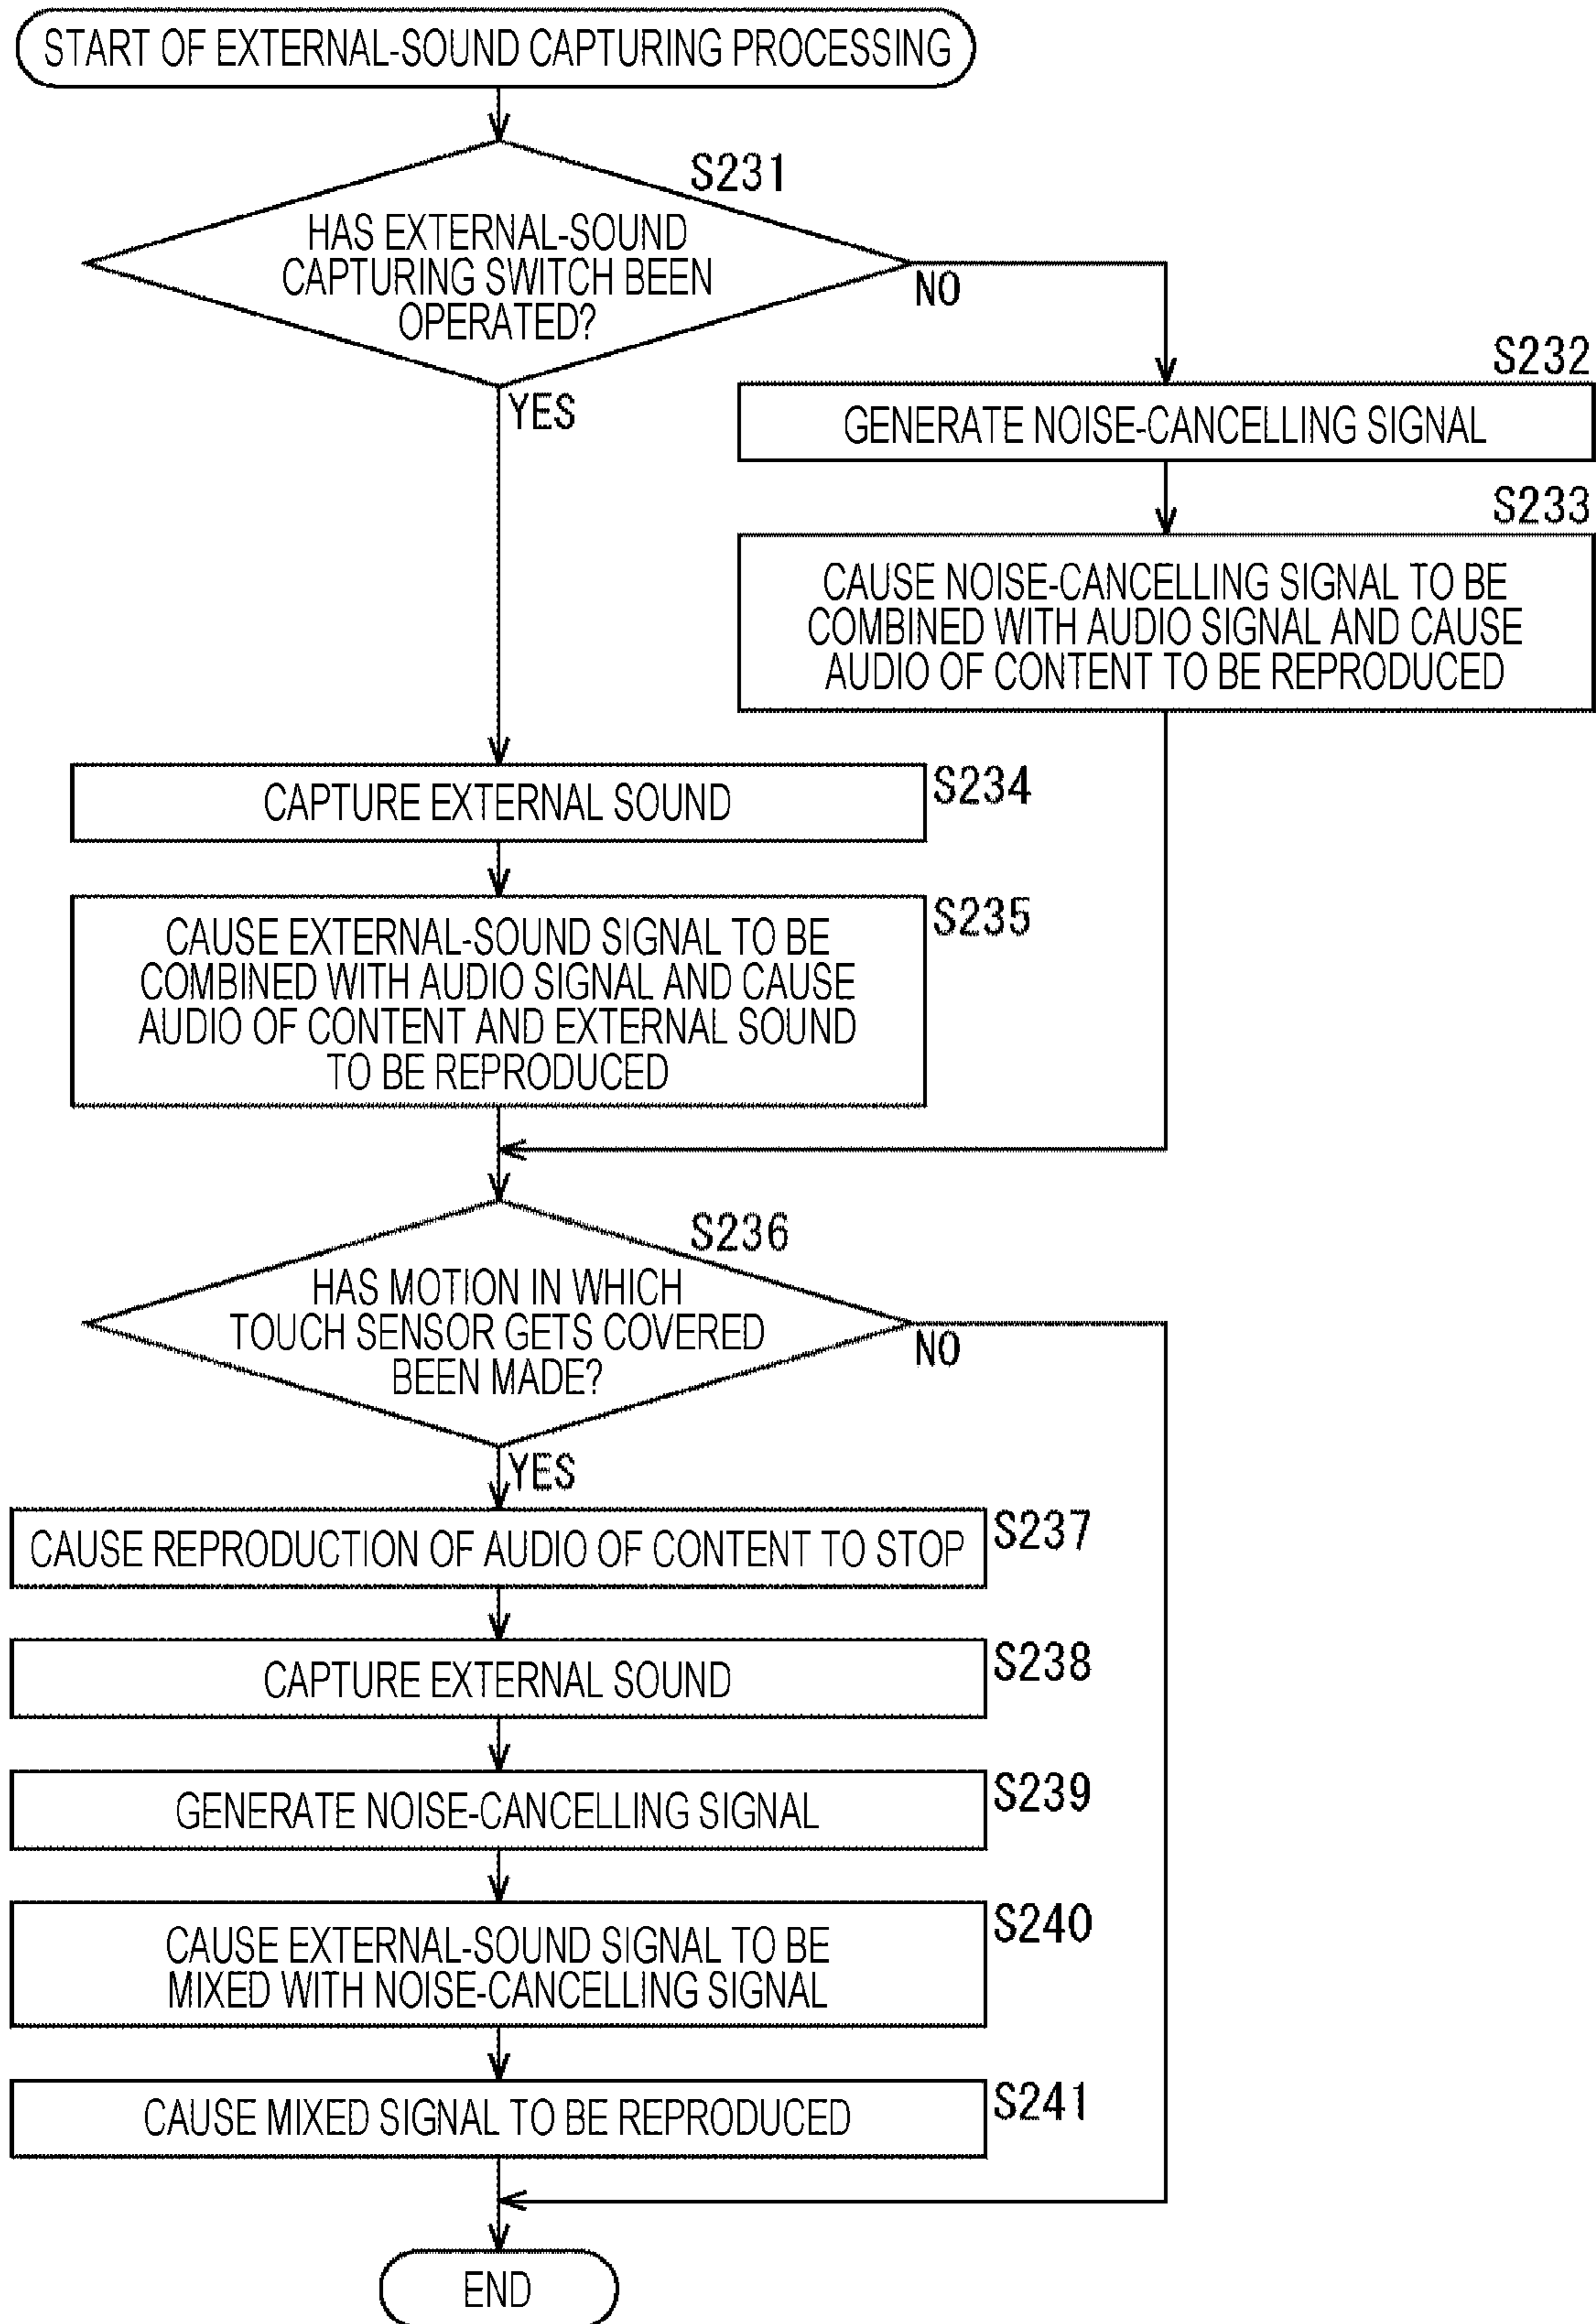 START OF EXTERNAL-SOUND CAPTURING PROCESSING
S231
HAS EXTERNAL-SOUND
CAPTURING SWITCH BEEN
OPERATED?
NO
YES
S232
GENERATE NOISE-CANCELLING SIGNAL
S233
CAUSE NOISE-CANCELLING SIGNAL TO BE
COMBINED WITH AUDIO SIGNAL AND CAUSE
AUDIO OF CONTENT TO BE REPRODUCED
CAPTURE EXTERNAL SOUND
S234
S235
CAUSE EXTERNAL-SOUND SIGNAL TO BE
COMBINED WITH AUDIO SIGNAL AND CAUSE
AUDIO OF CONTENT AND EXTERNAL SOUND
TO BE REPRODUCED
S236
HAS MOTION IN WHICH
TOUCH SENSOR GETS COVERED
BEEN MADE?
NO
YES
CAUSE REPRODUCTION OF AUDIO OF CONTENT TO STOP
S237
CAPTURE EXTERNAL SOUND
S238
GENERATE NOISE-CANCELLING SIGNAL
S239
CAUSE EXTERNAL-SOUND SIGNAL TO BE
MIXED WITH NOISE-CANCELLING SIGNAL
S240
CAUSE MIXED SIGNAL TO BE REPRODUCED
S241
END